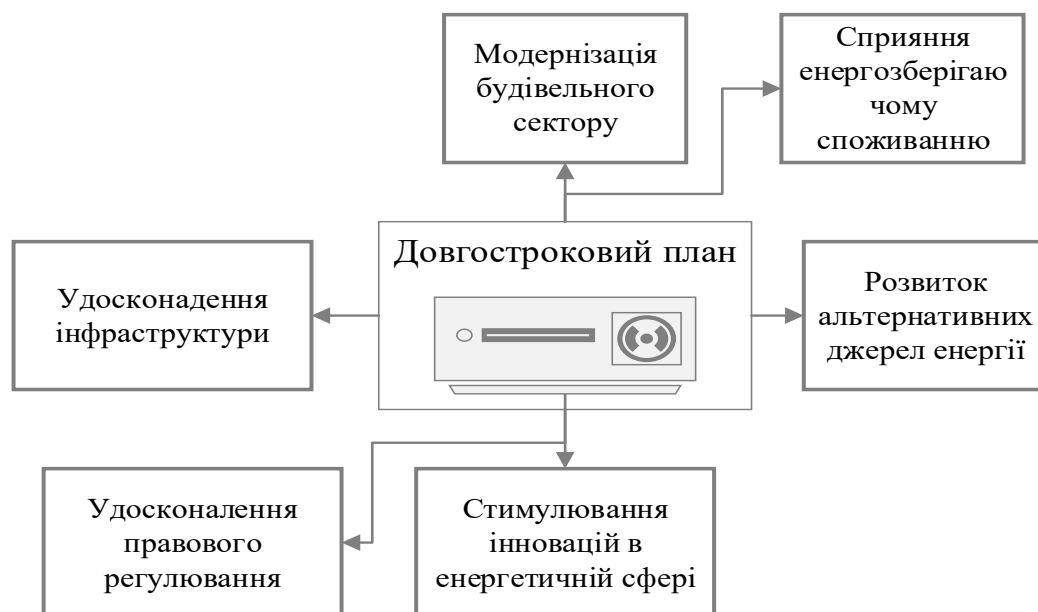 Модернізація
будівельного
сектору
Сприяння
енергозберігаю
чому
споживанню
Довгостроковий план
Удосконадення
інфраструктури
Розвиток
альтернативних
джерел енергії
Удосконалення
правового
регулювання
Стимулювання
інновацій в
енергетичній сфері